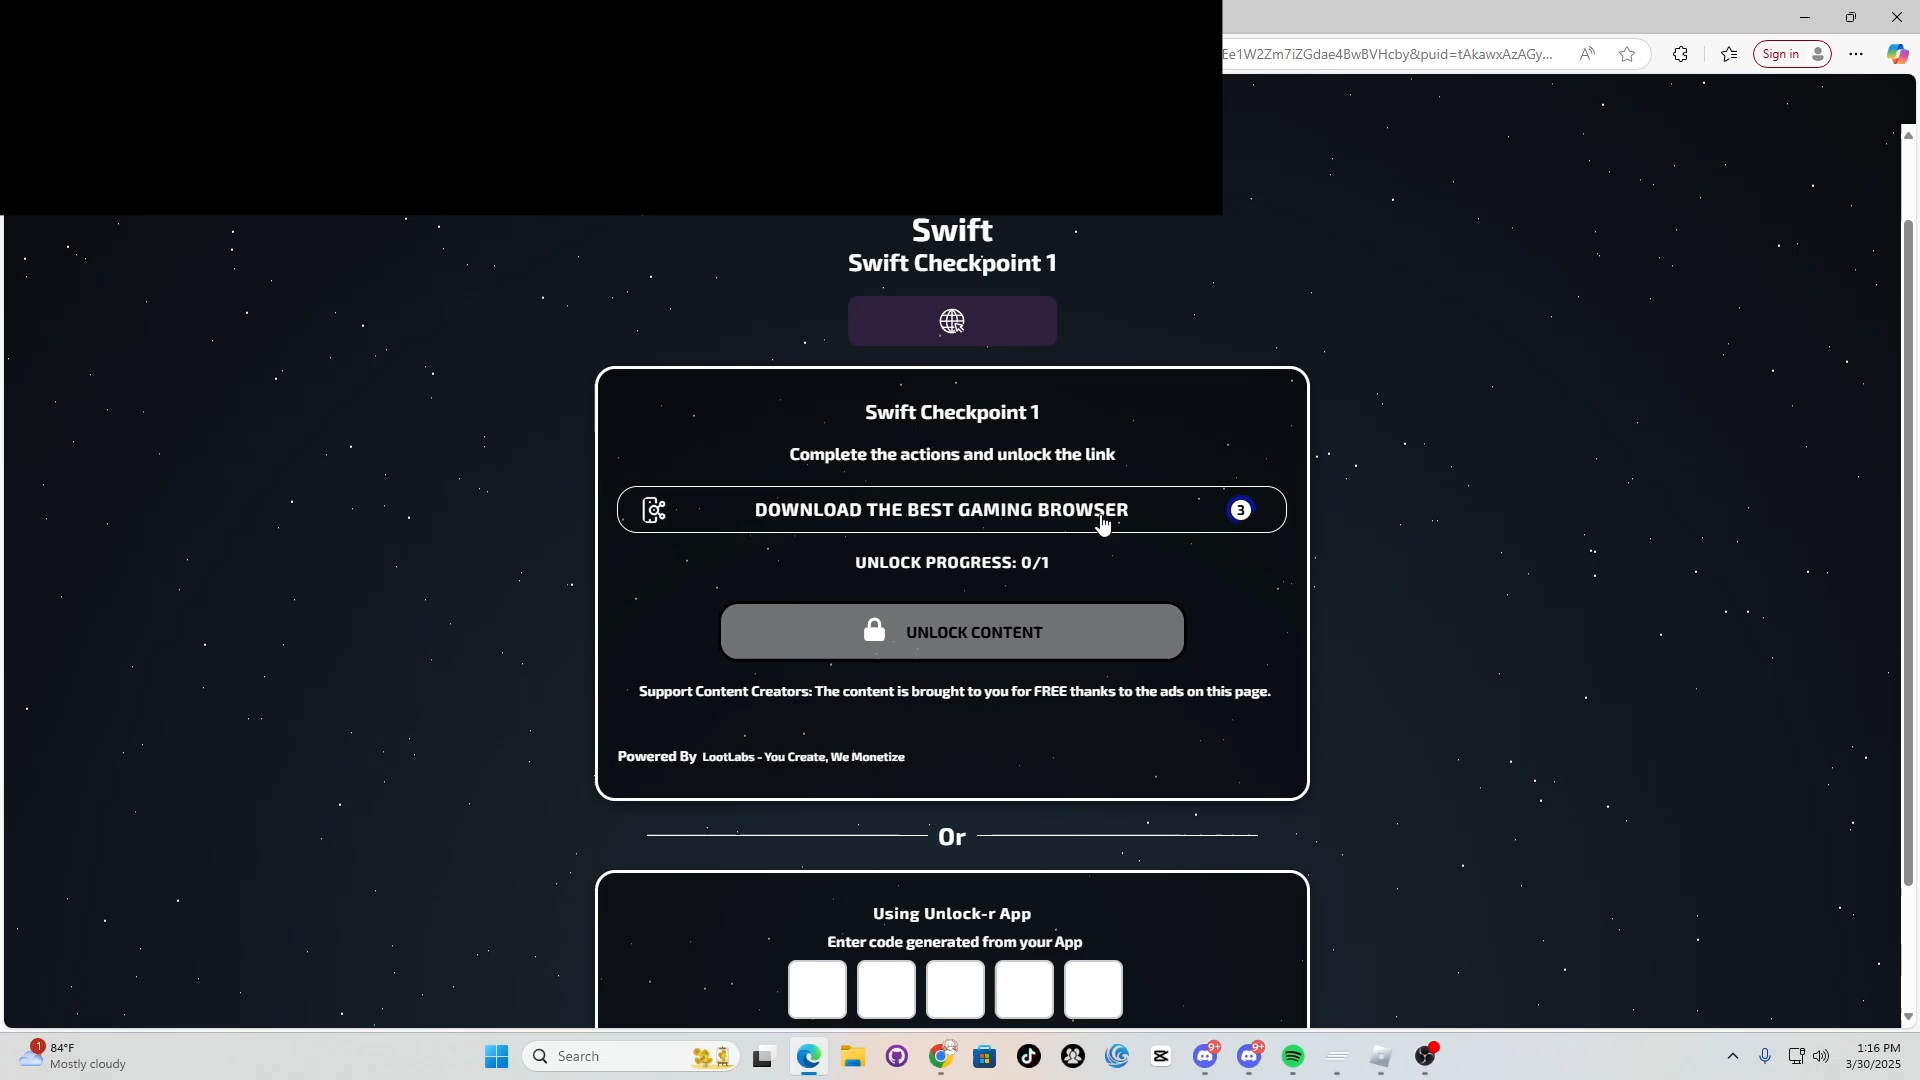 Ee1W2Zm7iZGdae4BwBVHcby&puid=tAkawxAzAGy...
Sign in
Swift
Swift Checkpoint 1
Swift Checkpoint 1
Complete the actions and unlock the link
DOWNLOAD THE BEST GAMING BROWSER
3
UNLOCK PROGRESS: 0/1
UNLOCK CONTENT
Support Content Creators: The content is brought to you for FREE thanks to the ads on this page.
Powered By LootLabs - You Create, We Monetize
Or
Using Unlock-r App
Enter code generated from your App
1
84°F
Mostly cloudy
Search
9+
9+
1:16 PM
3/30/2025